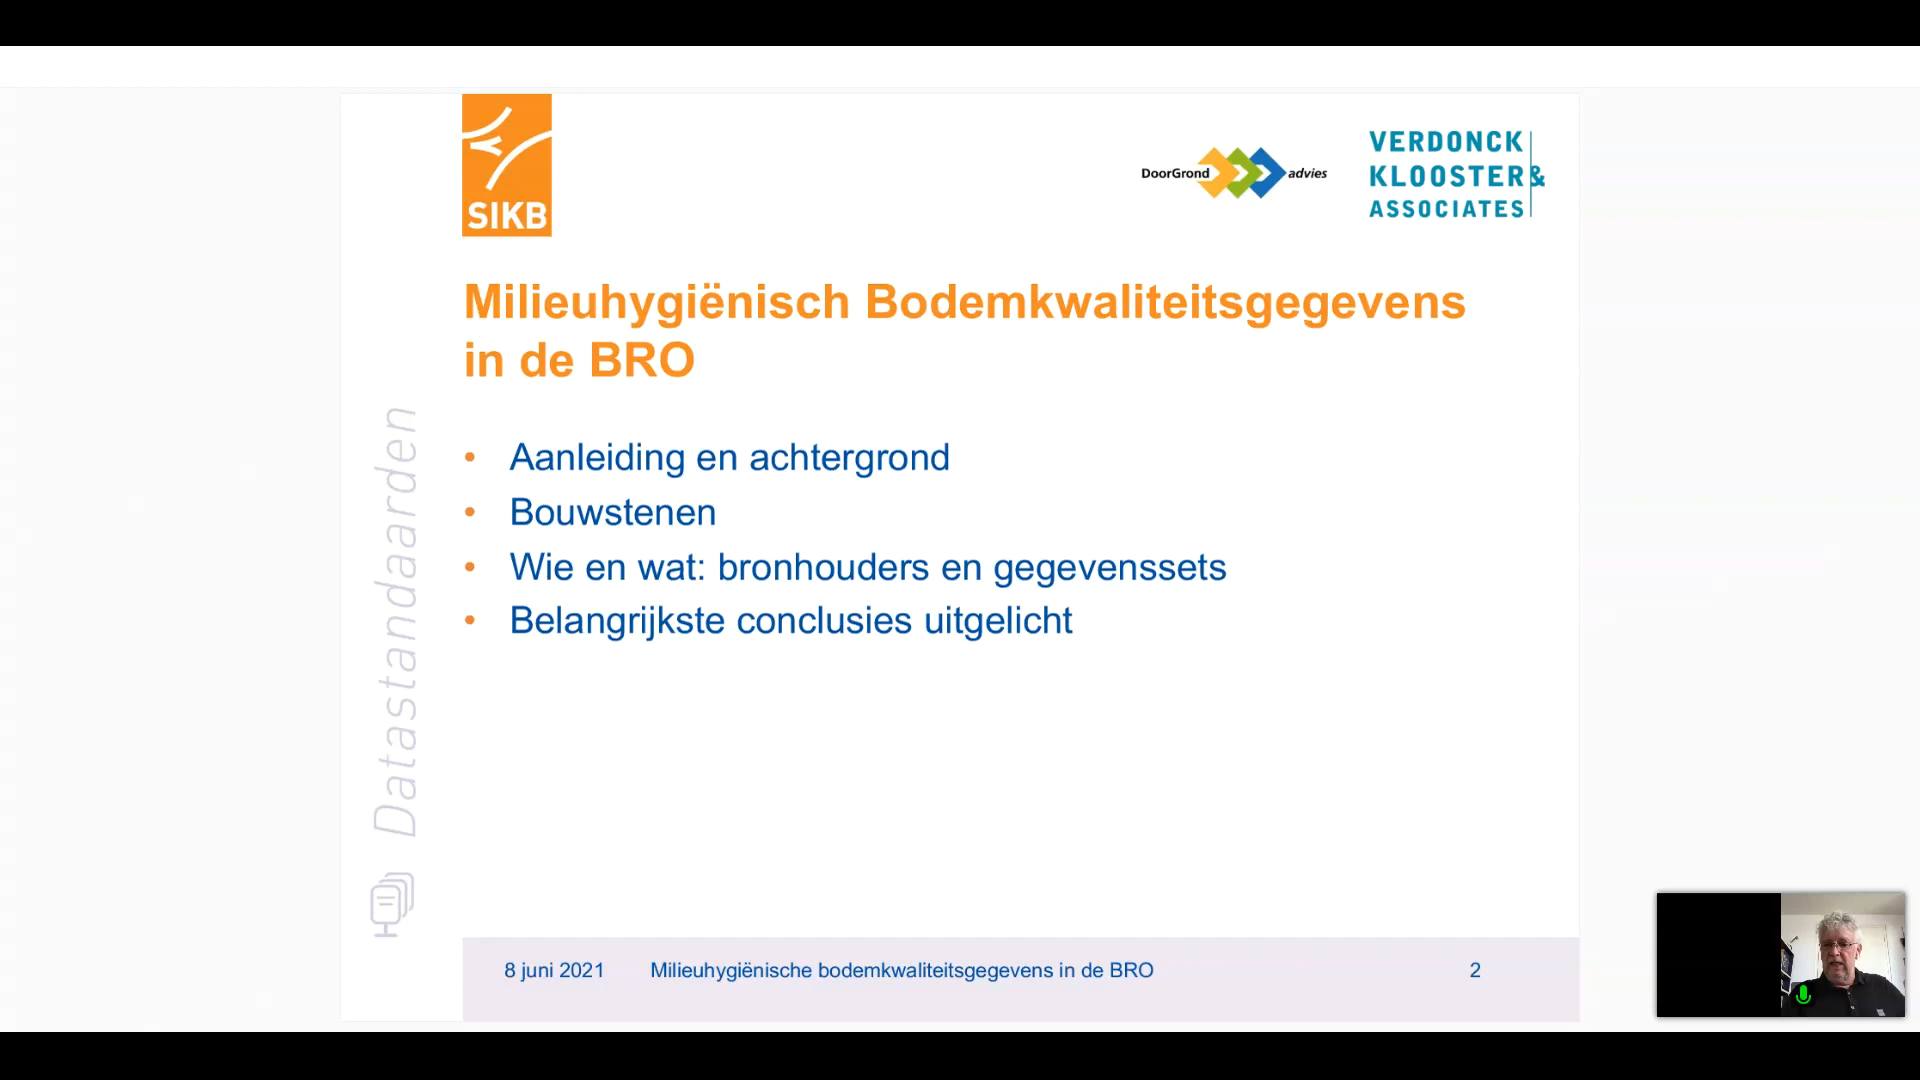 SIKB
DoorGrond advies
VERDONCK
KLOOSTER&
ASSOCIATES
Milieuhygiënisch Bodemkwaliteitsgegevens
in de BRO
• Aanleiding en achtergrond
• Bouwstenen
• Wie en wat: bronhouders en gegevenssets
• Belangrijkste conclusies uitgelicht
Datastandaarden
8 juni 2021 Milieuhygiënische bodemkwaliteitsgegevens in de BRO 2